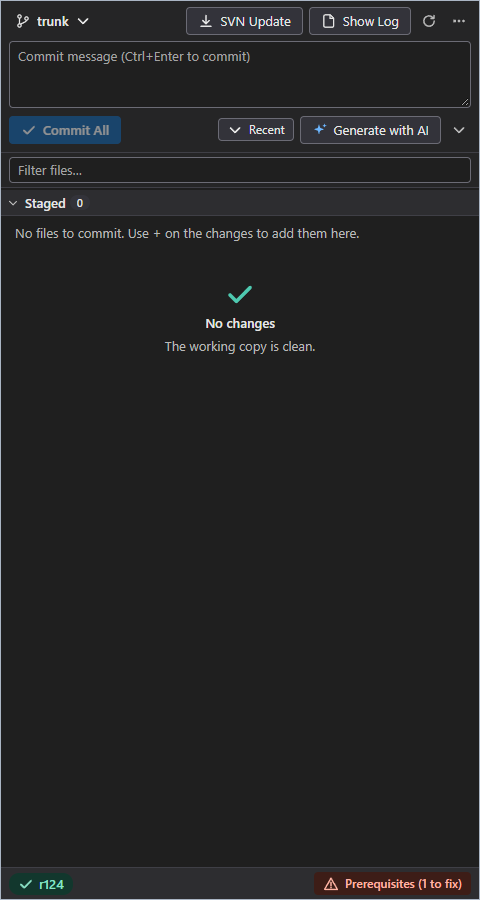 trunk
SVN Update
Show Log
Commit message (Ctrl+Enter to commit)
Commit All
Recent
Generate with AI
Filter files...
Staged 0
No files to commit. Use + on the changes to add them here.
No changes
The working copy is clean.
r124
Prerequisites (1 to fix)